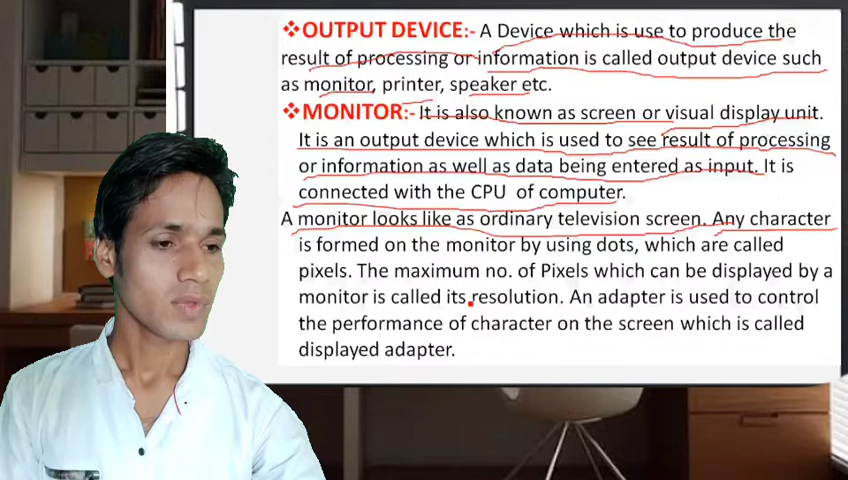 ❖OUTPUT DEVICE:- A Device which is use to produce the
result of processing or information is called output device such
as monitor, printer, speaker etc.
❖MONITOR:- It is also known as screen or visual display unit.
It is an output device which is used to see result of processing
or information as well as data being entered as input. It is
connected with the CPU of computer.
A monitor looks like as ordinary television screen. Any character
is formed on the monitor by using dots, which are called
pixels. The maximum no. of Pixels which can be displayed by a
monitor is called its resolution. An adapter is used to control
the performance of character on the screen which is called
displayed adapter.